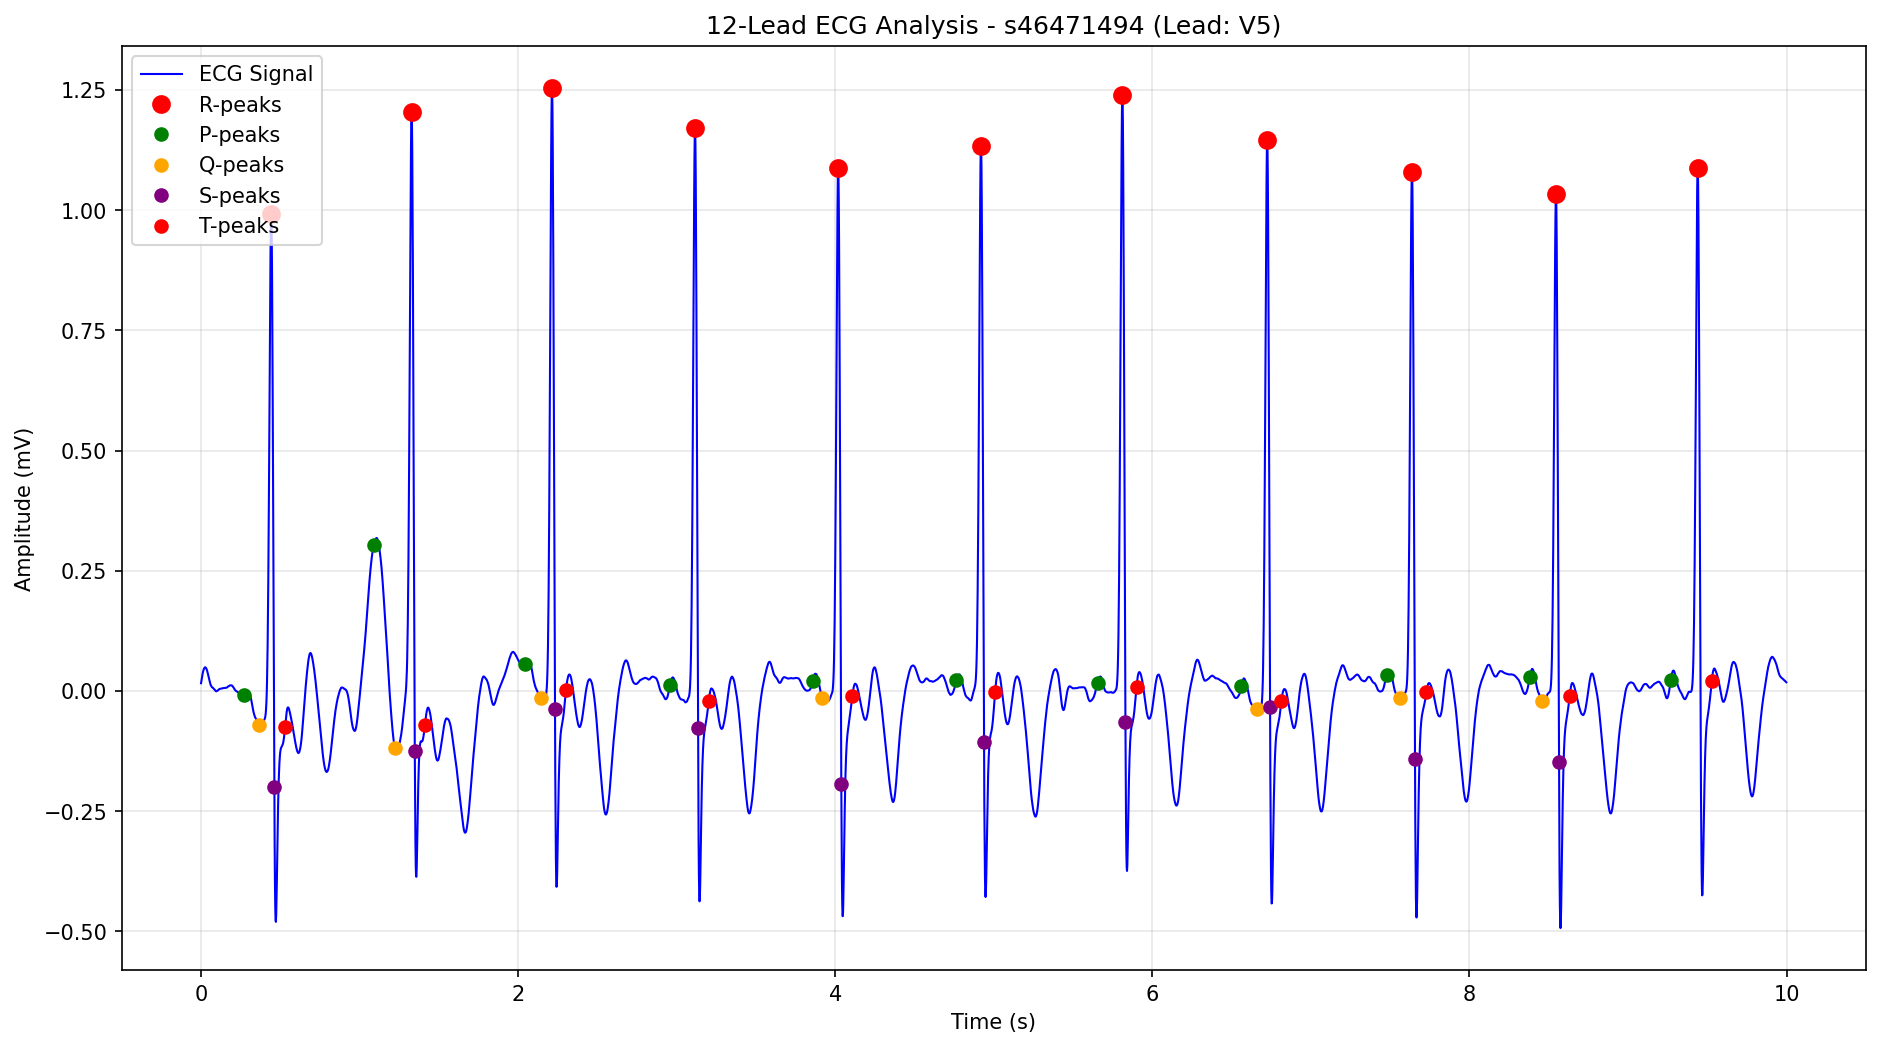 12-Lead ECG Analysis - s46471494 (Lead: V5)
ECG Signal
R-peaks
P-peaks
Q-peaks
S-peaks
T-peaks
Amplitude (mV)
1.25
1.00
0.75
0.50
0.25
0.00
−0.25
−0.50
0 2 4 6 8 10
Time (s)